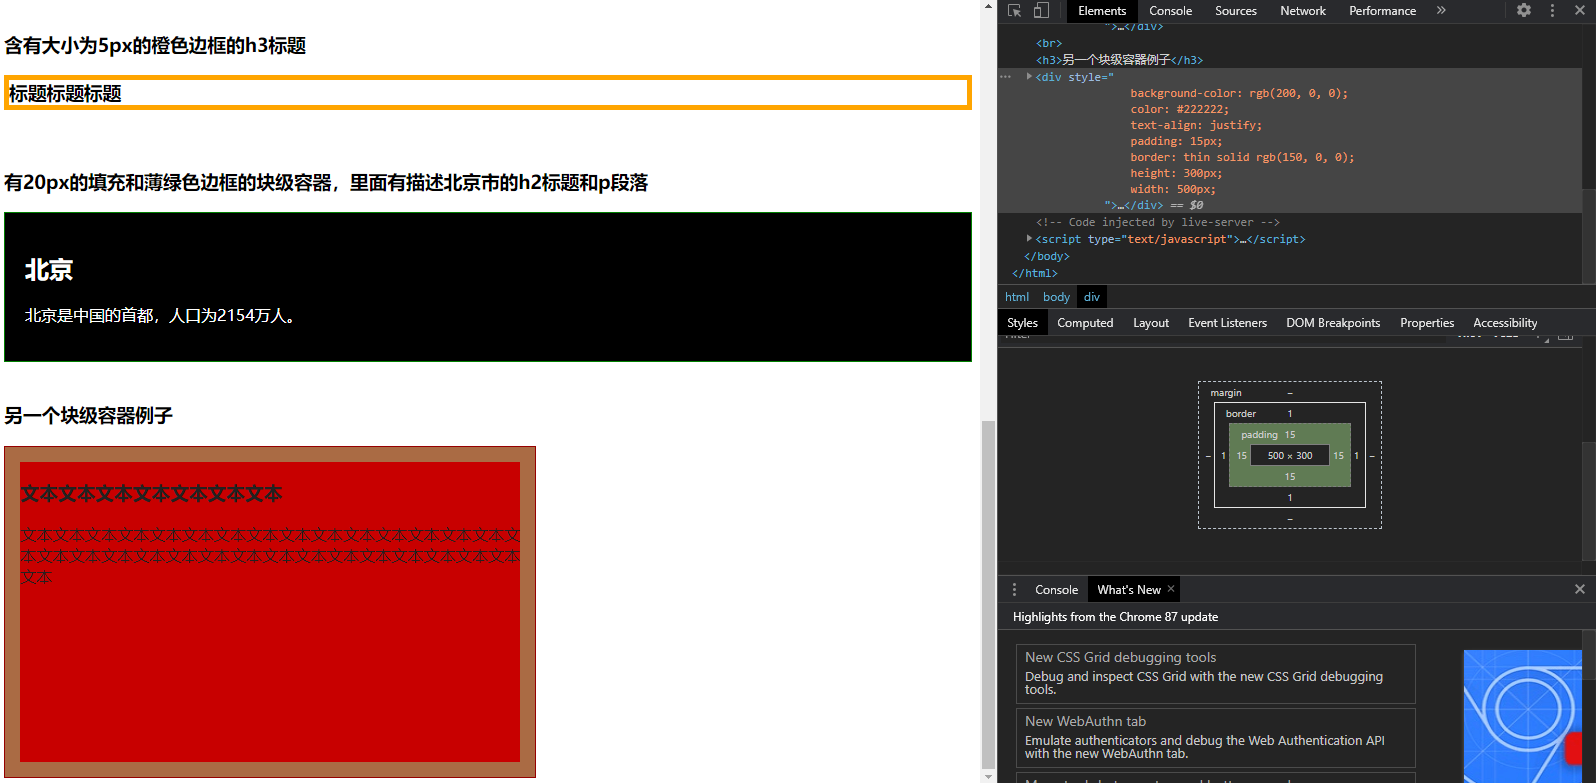 含有大小为5px的橙色边框的h3标题
标题标题标题
有20px的填充和薄绿色边框的块级容器，里面有描述北京市的h2标题和p段落
北京
北京是中国的首都，人口为2154万人。
另一个块级容器例子
文本文本文本文本文本文本文本
文本文本文本文本文本文本文本文本文本文本文本文本文本文本文本文
本文本文本文本文本文本文本文本文本文本文本文本文本文本文本文本
文本
Elements Console Sources Network Performance »
">…</div>
<br>
<h3>另一个块级容器例子</h3>
<div style="
background-color: rgb(200, 0, 0);
color: #222222;
text-align: justify;
padding: 15px;
border: thin solid rgb(150, 0, 0);
height: 300px;
width: 500px;
">…</div> == $0
<!-- Code injected by live-server -->
<script type="text/javascript">…</script>
</body>
</html>
html body div
Styles Computed Layout Event Listeners DOM Breakpoints Properties Accessibility
margin –
border 1
padding 15
– 1 15 500 × 300 15 1 –
15
1
–
Console What's New ×
Highlights from the Chrome 87 update
New CSS Grid debugging tools
Debug and inspect CSS Grid with the new CSS Grid debugging
tools.
New WebAuthn tab
Emulate authenticators and debug the Web Authentication API
with the new WebAuthn tab.